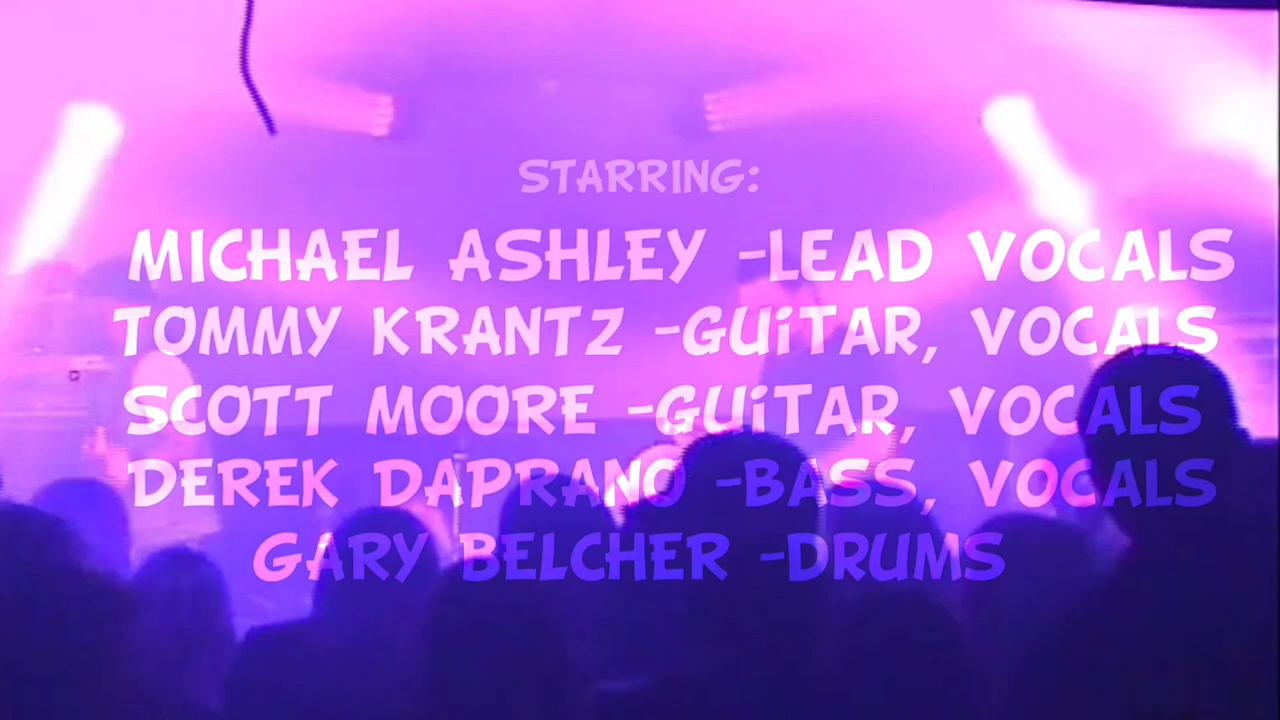 STARRING:
MICHAEL ASHLEY -LEAD VOCALS
TOMMY KRANTZ -GUiTAR, VOCALS
SCOTT MOORE -GUiTAR, VOCALS
DEREK DAPRANO -BASS, VOCALS
GARY BELCHER -DRUMS